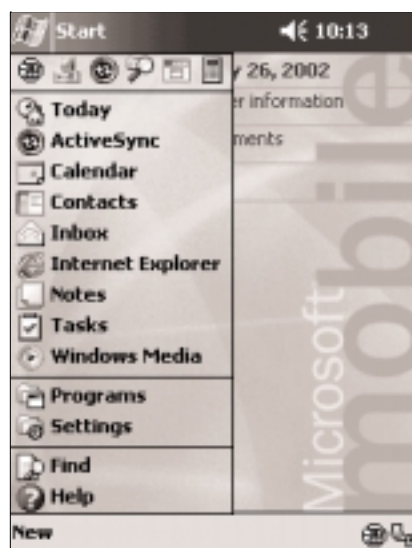 Start 10:13
y 26, 2002
er information
Today
ments
ActiveSync
Calendar
Contacts
Inbox
Internet Explorer
Notes
Tasks
Windows Media
Programs
Settings
Find
Help
New
Microsoft
mobile